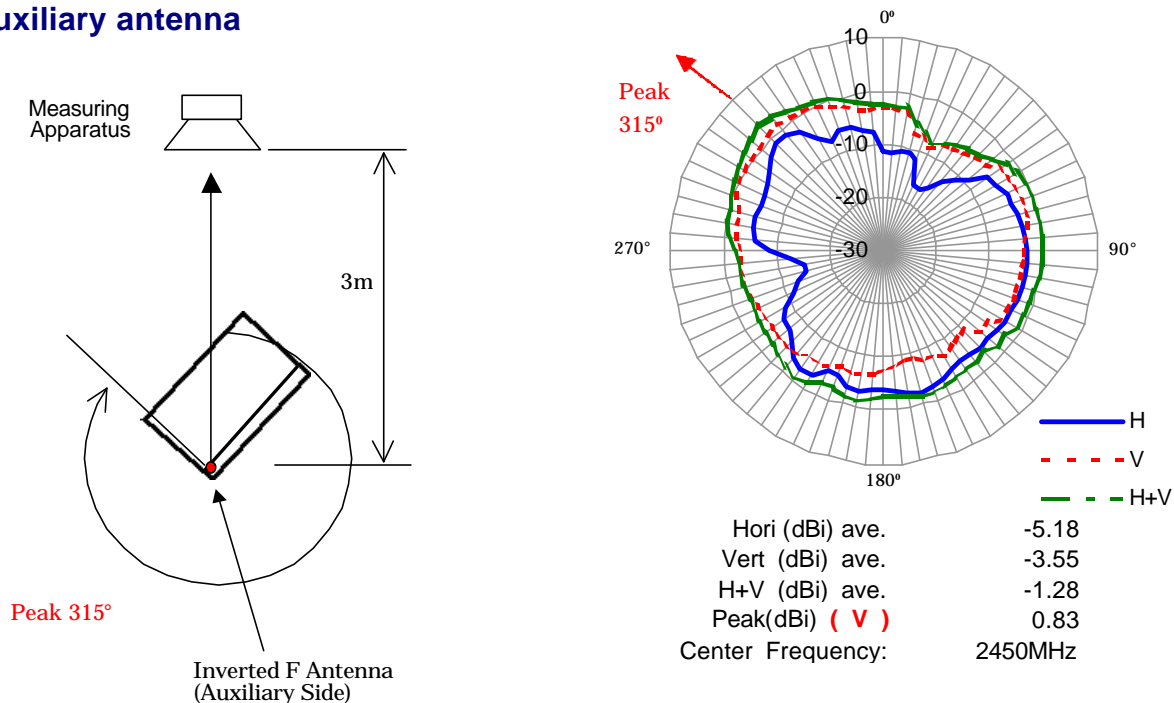 uxiliary antenna
Measuring
Apparatus
3m
Peak 315°
Inverted F Antenna
(Auxiliary Side)
0°
10
0
-10
-20
-30
Peak
315°
270°
90°
180°
H
V
H+V
Hori (dBi) ave. -5.18
Vert (dBi) ave. -3.55
H+V (dBi) ave. -1.28
Peak(dBi) ( V ) 0.83
Center Frequency: 2450MHz